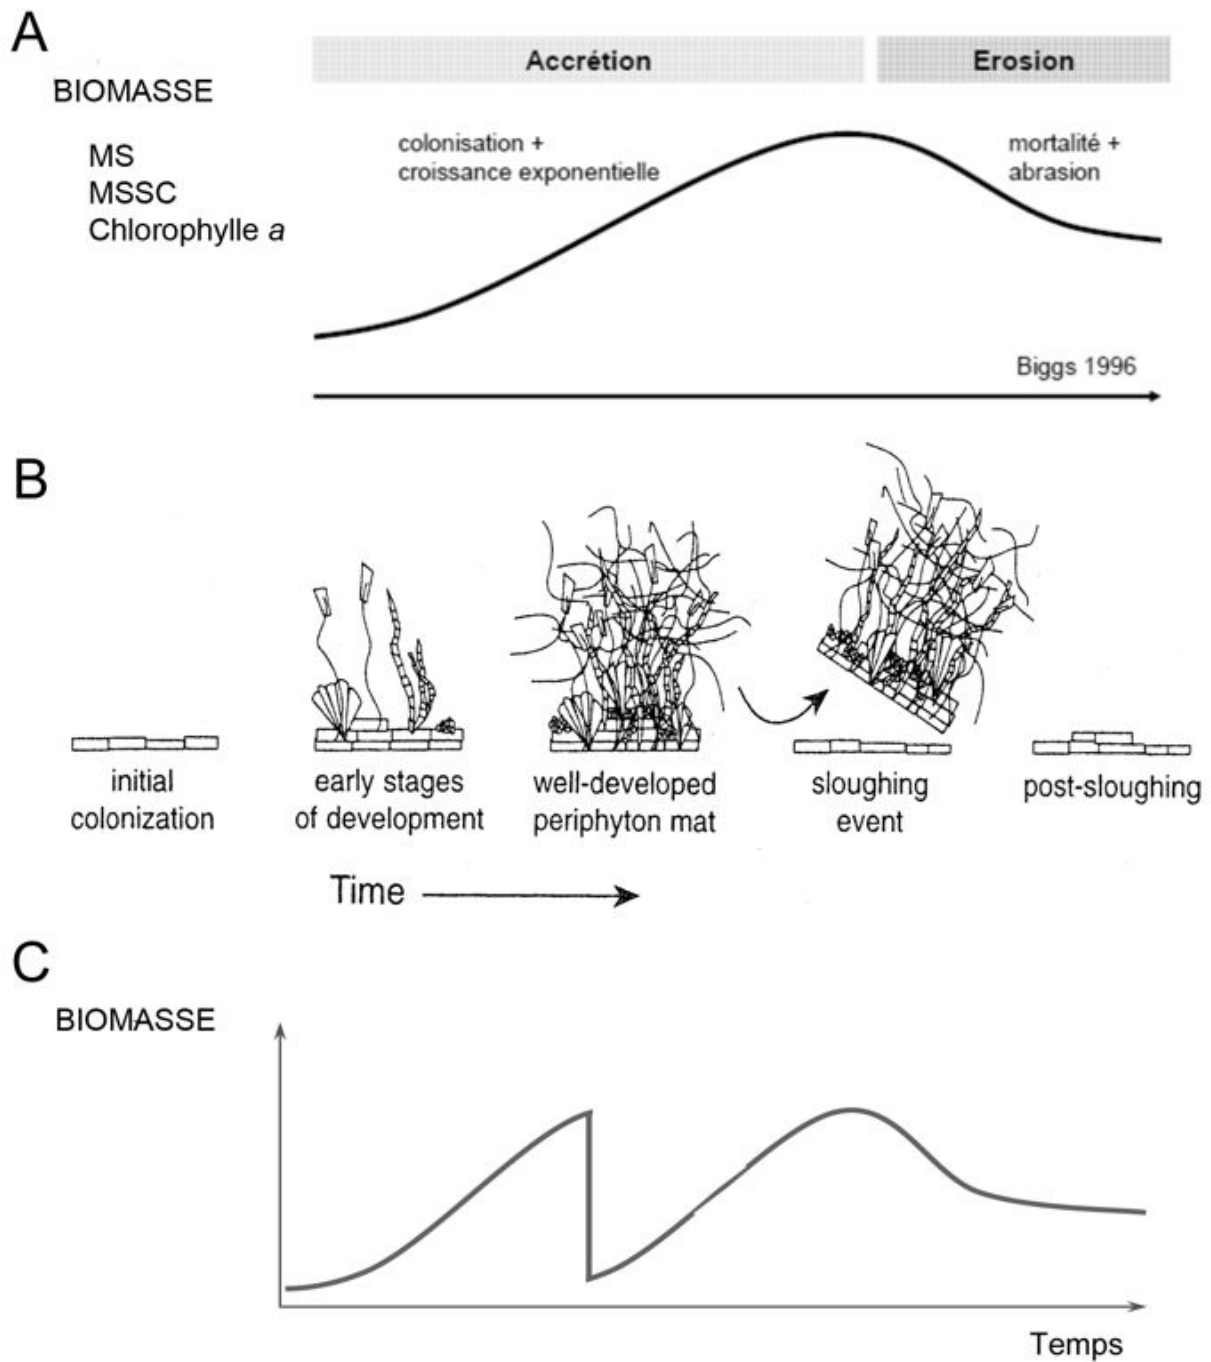 A
Accrétion
Erosion
BIOMASSE
MS
MSSC
Chlorophylle a
colonisation +
croissance exponentielle
mortalité +
abrasion
Biggs 1996
B
initial
colonization
early stages
of development
well-developed
periphyton mat
sloughing
event
post-sloughing
Time
C
BIOMASSE
Temps